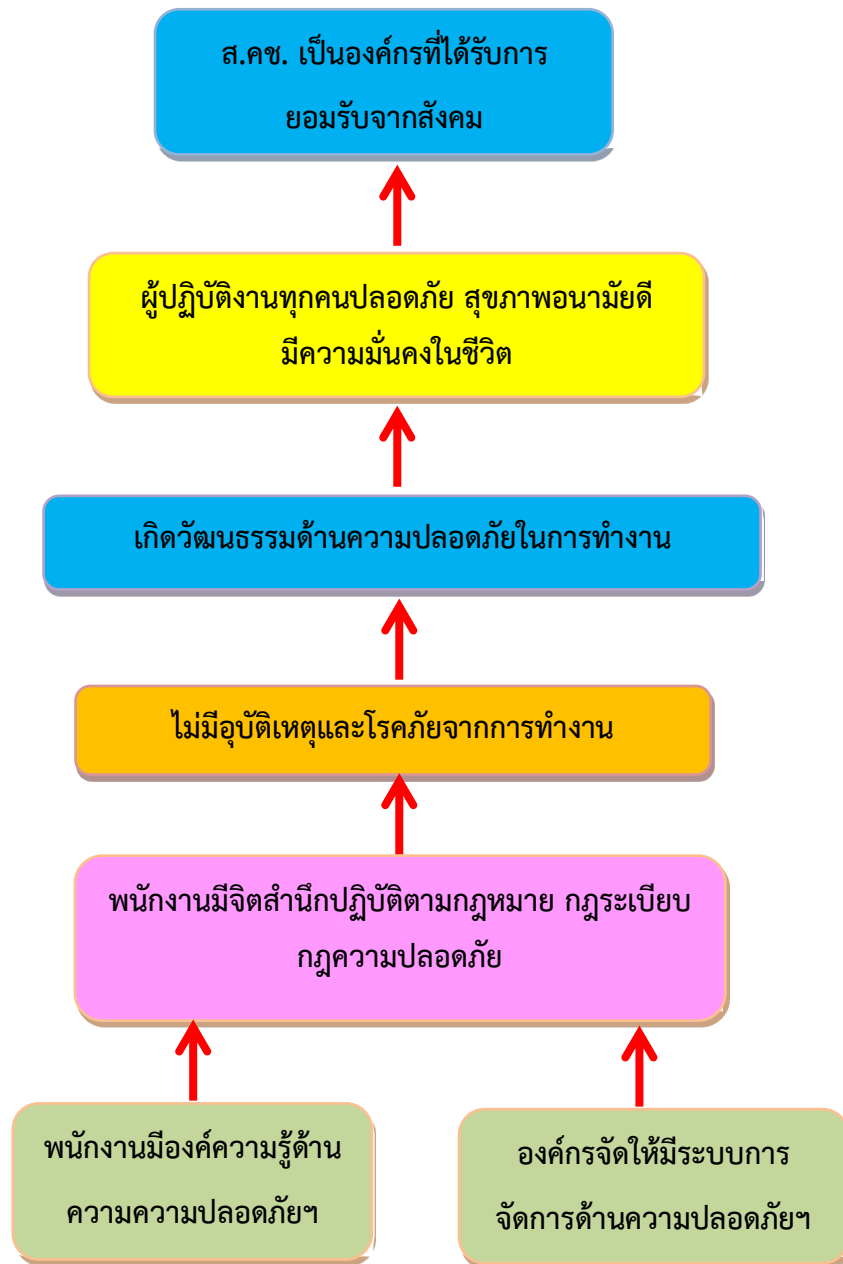 ส.คช. เป็นองค์กรที่ได้รับการ
ยอมรับจากสังคม
ผู้ปฏิบัติงานทุกคนปลอดภัย สุขภาพอนามัยดี
มีความมั่นคงในชีวิต
เกิดวัฒนธรรมด้านความปลอดภัยในการทำงาน
ไม่มีอุบัติเหตุและโรคภัยจากการทำงาน
พนักงานมีจิตสำนึกปฏิบัติตามกฎหมาย กฎระเบียบ
กฎความปลอดภัย
พนักงานมีองค์ความรู้ด้าน
ความความปลอดภัยฯ
องค์กรจัดให้มีระบบการ
จัดการด้านความปลอดภัยฯ